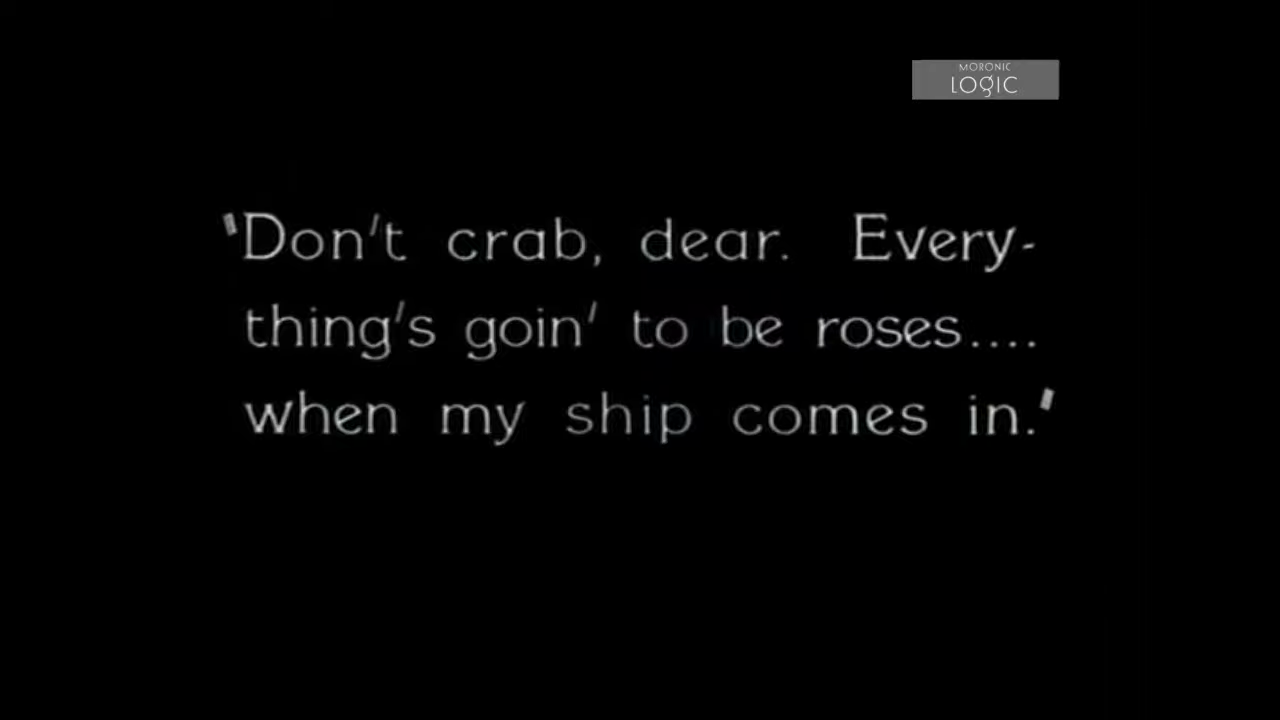 MORONIC
LOGIC
"Don't crab, dear. Every-
thing's goin' to be roses....
when my ship comes in."